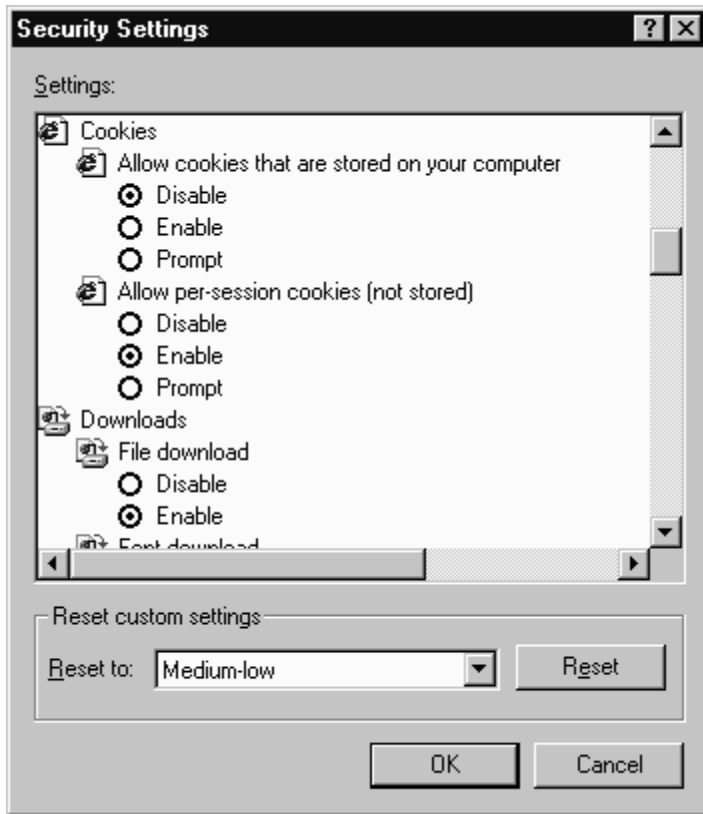 Security Settings
Settings:
Cookies
Allow cookies that are stored on your computer
Disable
Enable
Prompt
Allow per-session cookies (not stored)
Disable
Enable
Prompt
Downloads
File download
Disable
Enable
Font download
Reset custom settings
Reset to: Medium-low Reset
OK Cancel